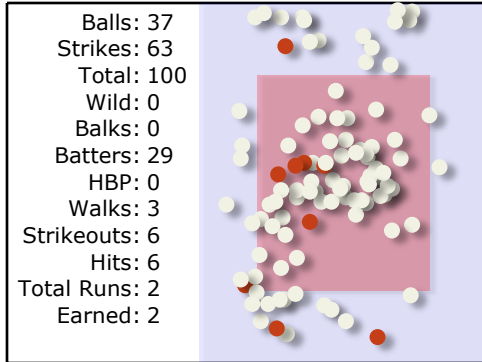 Balls: 37
Strikes: 63
Total: 100
Wild: 0
Balks: 0
Batters: 29
HBP: 0
Walks: 3
Strikeouts: 6
Hits: 6
Total Runs: 2
Earned: 2